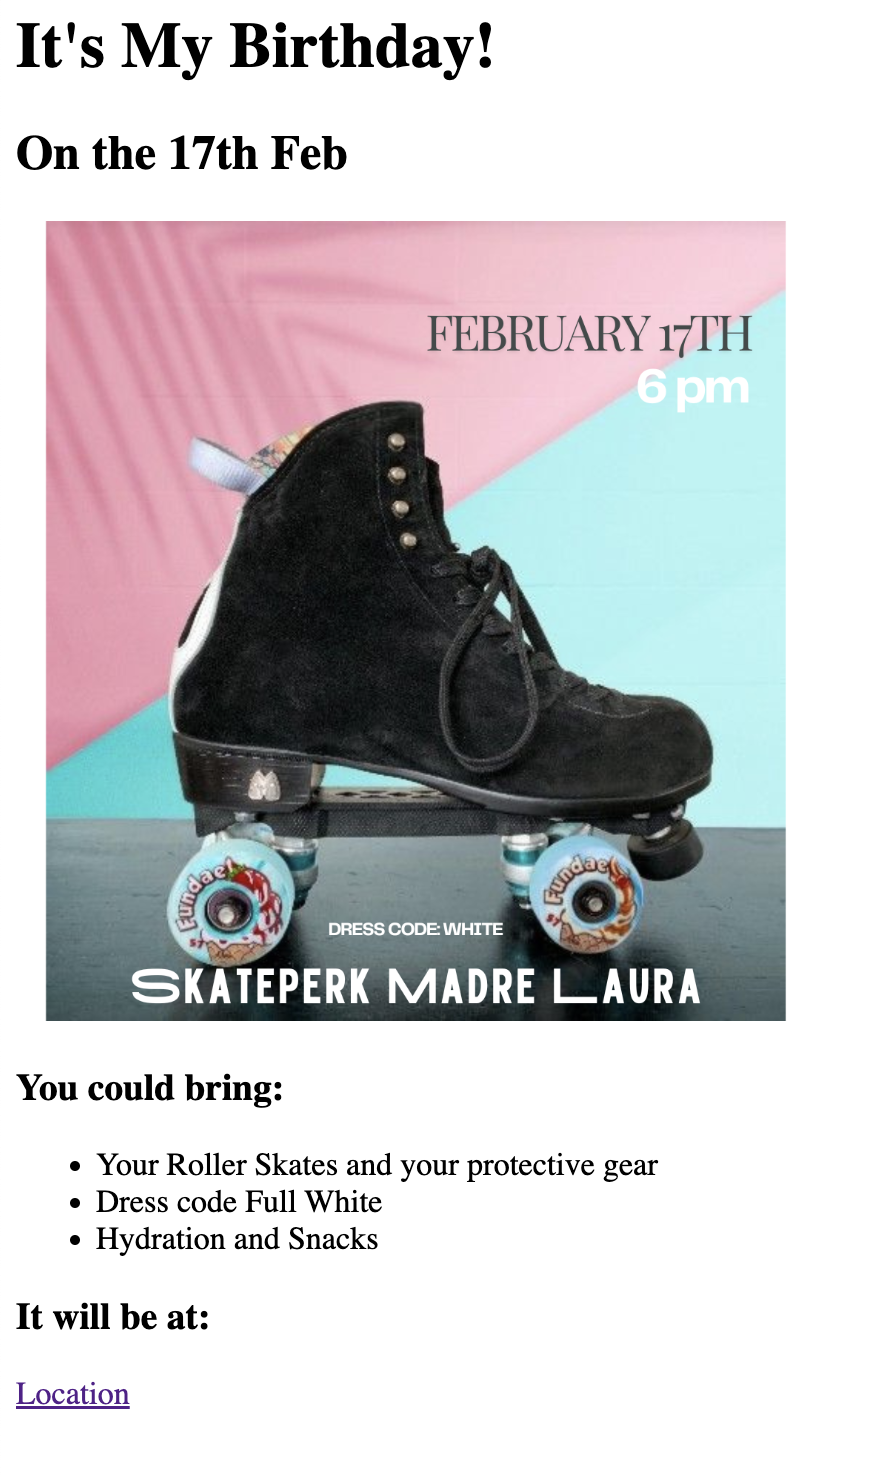 It's My Birthday!
On the 17th Feb
FEBRUARY 17TH
6 pm
Fundae
57
Fundae
57
DRESS CODE: WHITE
SKATEPERK MADRE LAURA
You could bring:
Your Roller Skates and your protective gear
Dress code Full White
Hydration and Snacks
It will be at:
Location